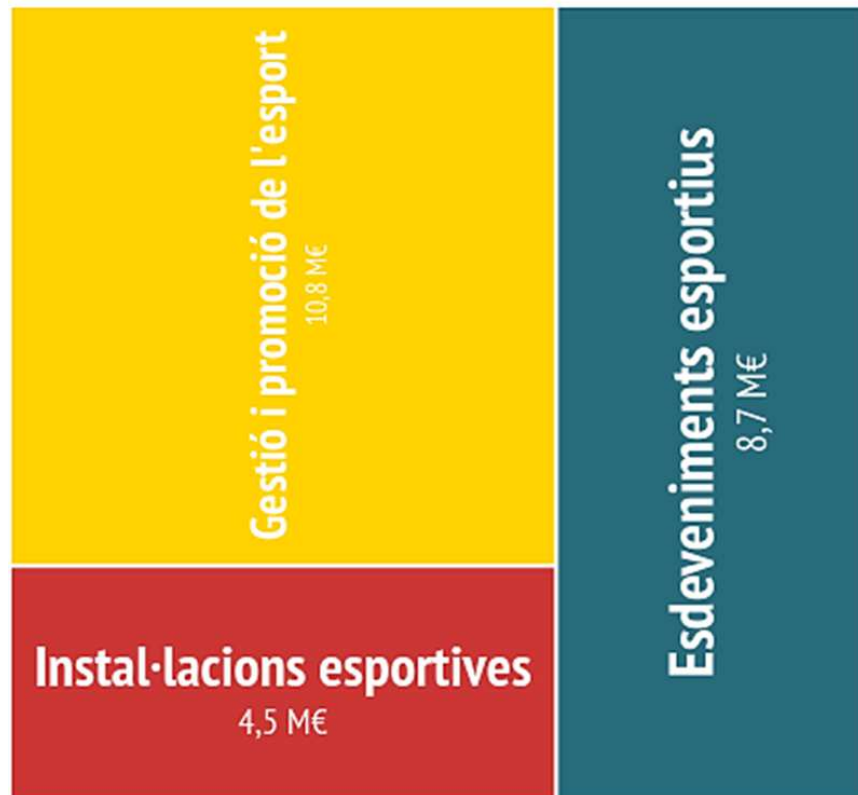 Gestió i promoció de l'esport
10,8 M€
Esdeveniments esportius
8,7 M€
Instal·lacions esportives
4,5 M€